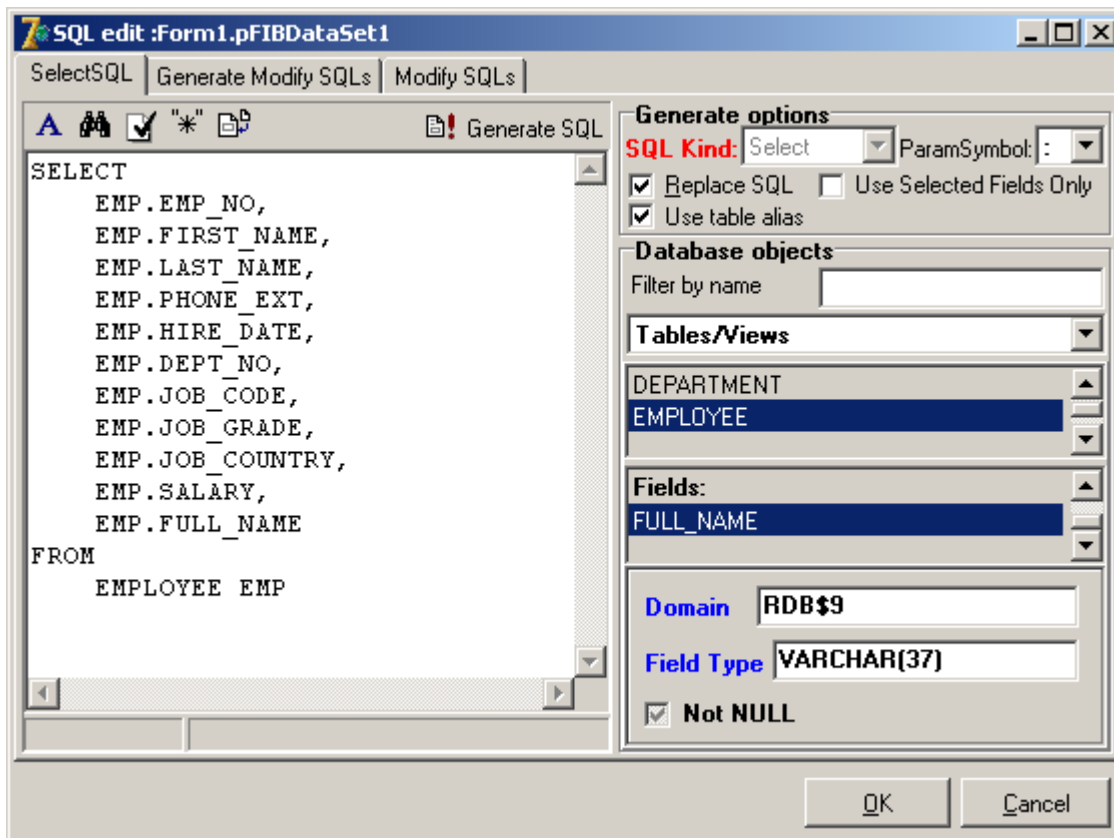 SQL edit :Form1.pFIBDataSet1
SelectSQL Generate Modify SQLs Modify SQLs
A "*" Generate SQL
SELECT
EMP.EMP_NO,
EMP.FIRST_NAME,
EMP.LAST_NAME,
EMP.PHONE_EXT,
EMP.HIRE_DATE,
EMP.DEPT_NO,
EMP.JOB_CODE,
EMP.JOB_GRADE,
EMP.JOB_COUNTRY,
EMP.SALARY,
EMP.FULL_NAME
FROM
EMPLOYEE EMP
Generate options
SQL Kind: Select ParamSymbol: :
Replace SQL Use Selected Fields Only
Use table alias
Database objects
Filter by name
Tables/Views
DEPARTMENT
EMPLOYEE
Fields:
FULL_NAME
Domain RDB$9
Field Type VARCHAR(37)
Not NULL
OK Cancel